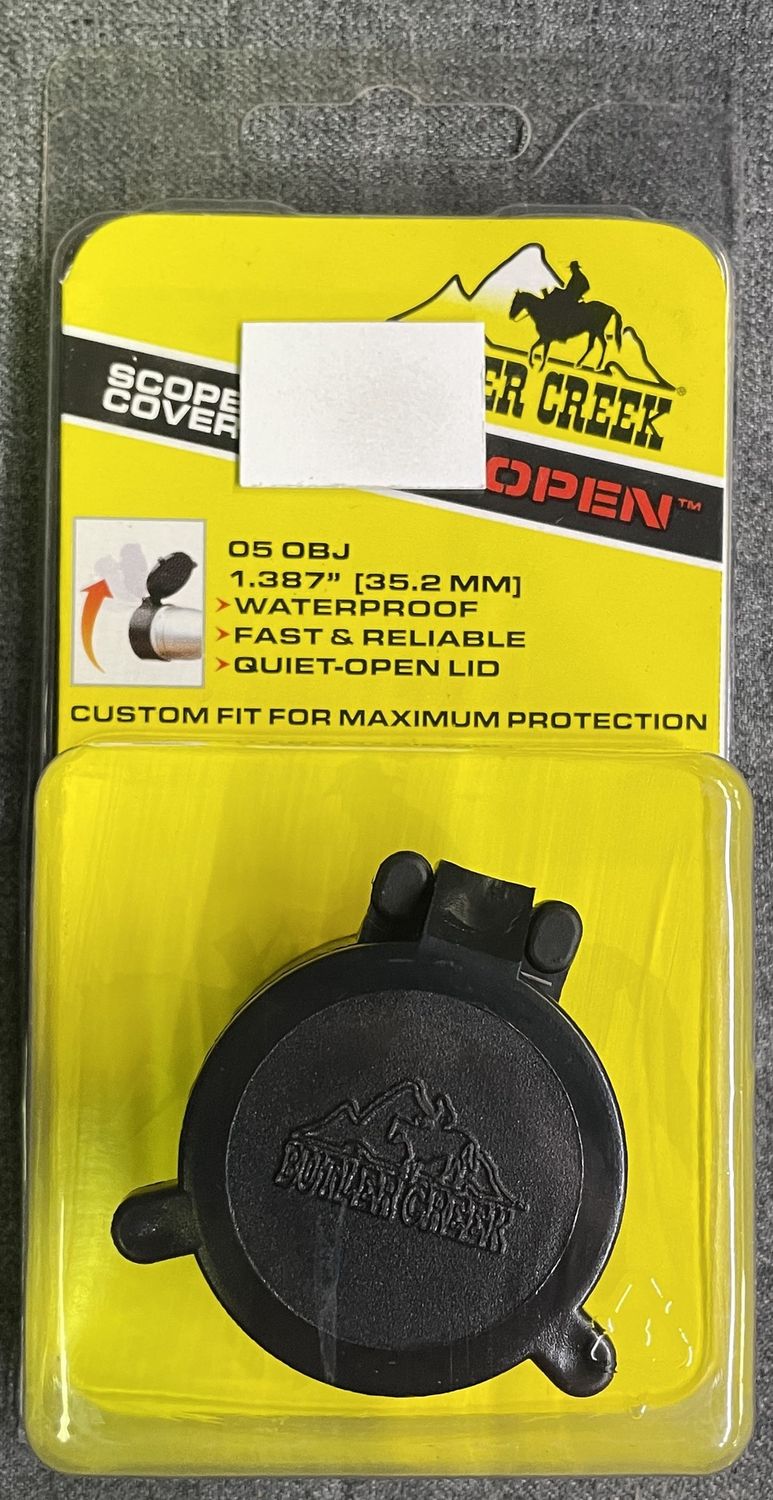 SCOPE
COVER
ER CREEK®
OPEN™
05 OBJ
1.387" [35.2 MM]
WATERPROOF
FAST & RELIABLE
QUIET-OPEN LID
CUSTOM FIT FOR MAXIMUM PROTECTION
BUTLER CREEK